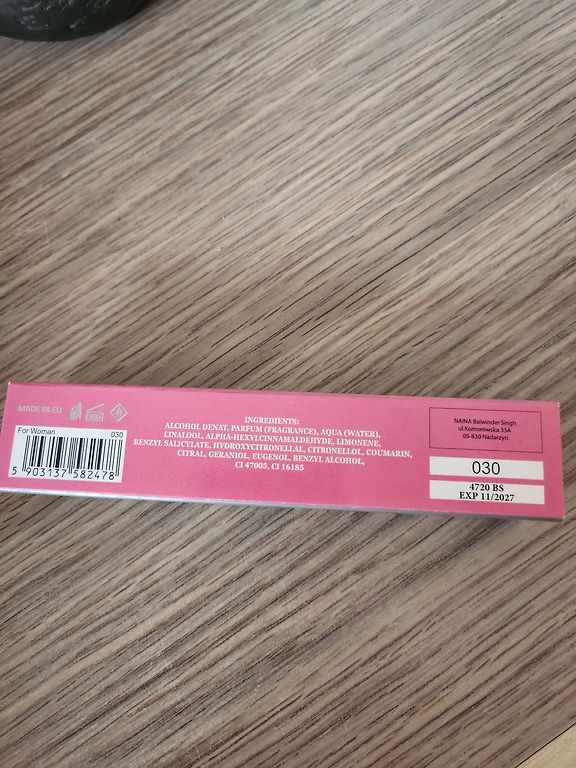 MADE IN EU
For Woman 030
5 903137 582478
INGREDIENTS:
ALCOHOL DENAT, PARFUM (FRAGRANCE), AQUA (WATER),
LINALOOL, ALPHA-HEXYLCINNAMALDEHYDE, LIMONENE,
BENZYL SALICYLATE, HYDROXYCITRONELLAL, CITRONELLOL, COUMARIN,
CITRAL, GERANIOL, EUGENOL, BENZYL ALCOHOL,
CI 47005, CI 16185
NAINA Balwinder Singh
ul.Komorowska 33A
05-830 Nadarzyn
030
4720 BS
EXP 11/2027